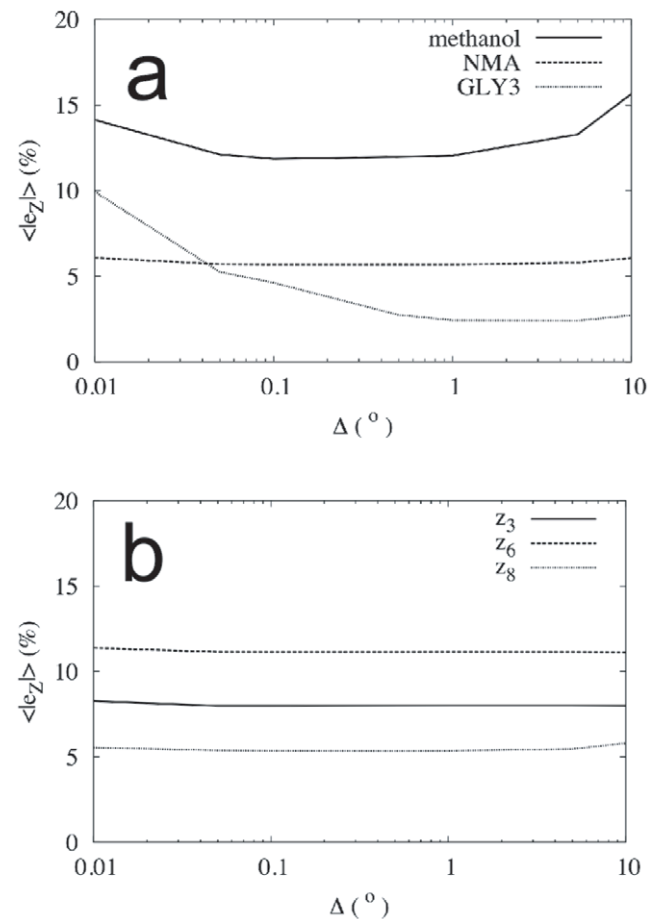 a
20
15
10
5
0
<|e_Z|> (%)
methanol
NMA
GLY3
0.01 0.1 1 10
Δ ( ° )
b
20
15
10
5
0
<|e_Z|> (%)
z_3
z_6
z_8
0.01 0.1 1 10
Δ ( ° )